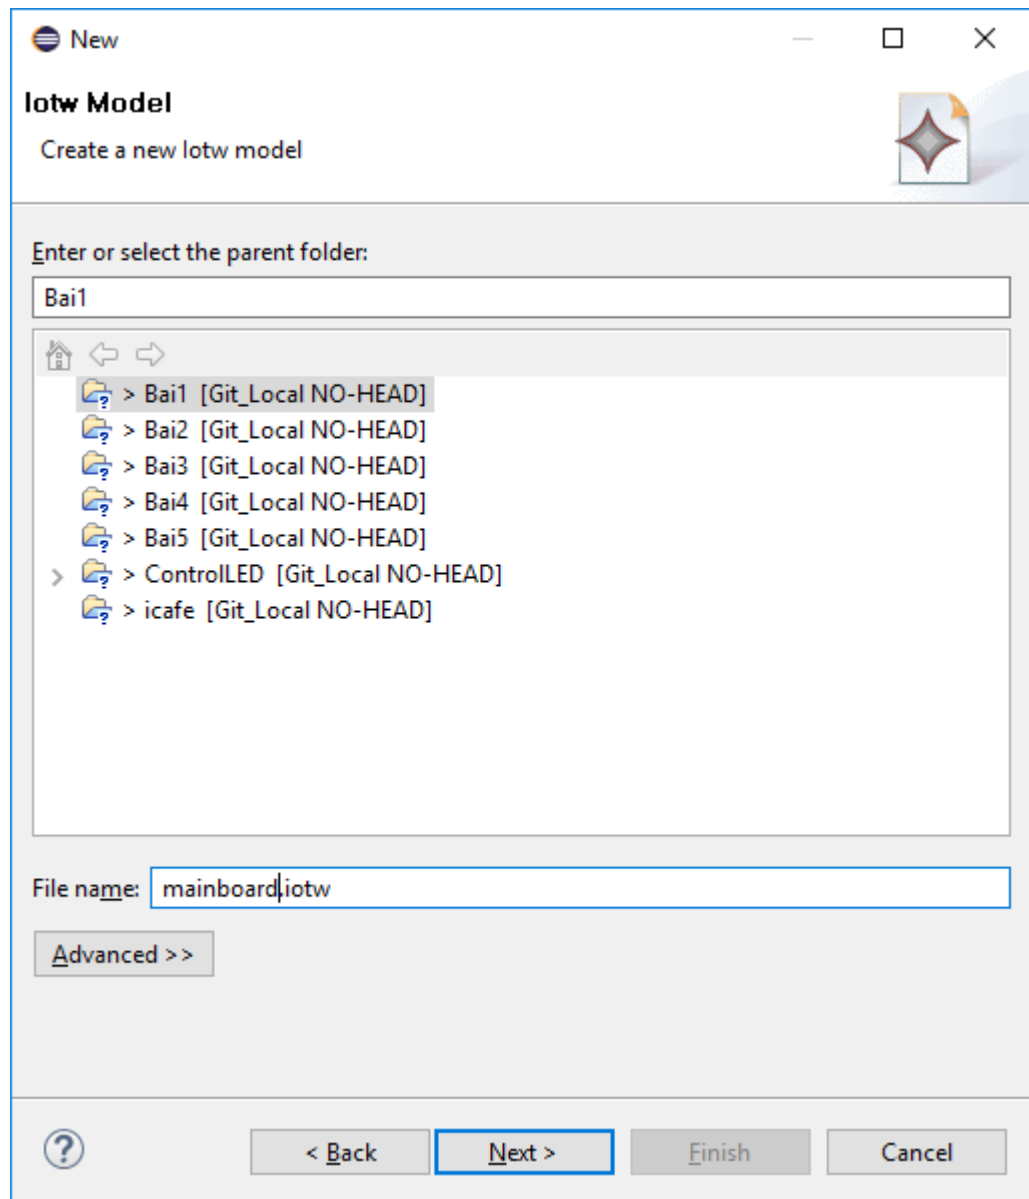 New
Iotw Model
Create a new Iotw model
Enter or select the parent folder:
Bai1
> Bai1 [Git_Local NO-HEAD]
> Bai2 [Git_Local NO-HEAD]
> Bai3 [Git_Local NO-HEAD]
> Bai4 [Git_Local NO-HEAD]
> Bai5 [Git_Local NO-HEAD]
> ControlLED [Git_Local NO-HEAD]
> icafe [Git_Local NO-HEAD]
File name: mainboard.iotw
Advanced >>
< Back Next > Finish Cancel